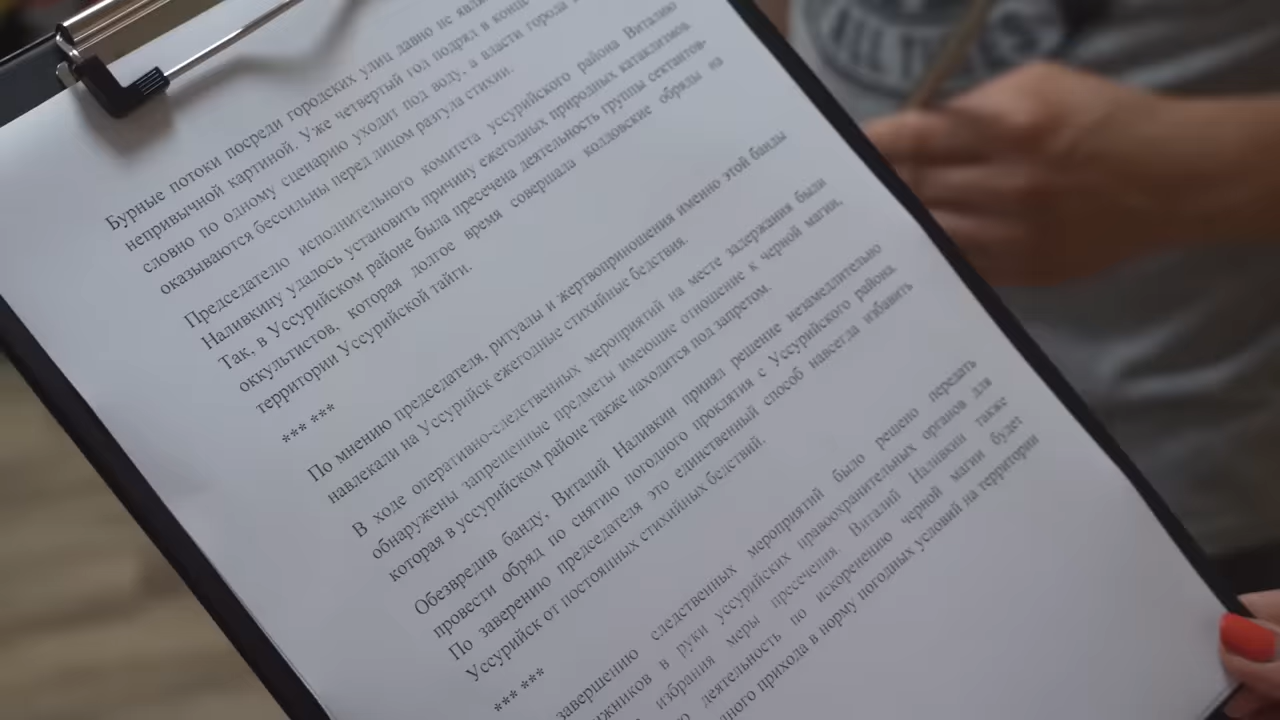 Бурные потоки посреди городских улиц давно не
непривычной картиной. Уже четвертый год подряд в
словно по одному сценарию уходит под воду, а власти города
оказываются бессильны перед лицом разгула стихии.
Председателю исполнительного комитета уссурийского района Виталию
Наливкину удалось установить причину ежегодных природных катаклизмов.
Так, в Уссурийском районе была пресечена деятельность группы сектантов-
оккультистов, которая долгое время совершала колдовские обряды на
территории Уссурийской тайги.
*** ***
По мнению председателя, ритуалы и жертвоприношения именно этой банды
навлекали на Уссурийск ежегодные стихийные бедствия.
В ходе оперативно-следственных мероприятий на месте задержания были
обнаружены запрещенные предметы имеющие отношение к черной магии,
которая в уссурийском районе также находится под запретом.
Обезвредив банду, Виталий Наливкин принял решение незамедлительно
провести обряд по снятию погодного проклятия с Уссурийского района.
По заверению председателя это единственный способ навсегда избавить
Уссурийск от постоянных стихийных бедствий.
*** ***
завершению следственных мероприятий было решено передать
в руки уссурийских правоохранительных органов для
избрания меры пресечения. Виталий Наливкин также
деятельность по искоренению черной магии будет
прихода в норму погодных условий на территории
ALL